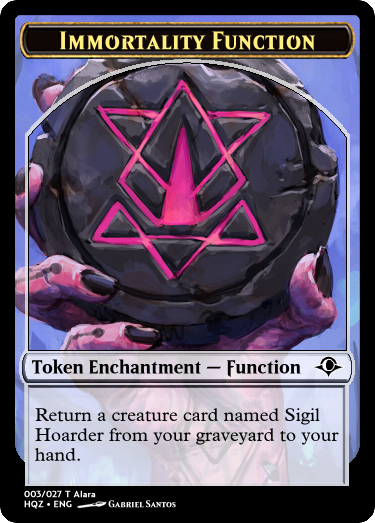 Immortality Function
Token Enchantment — Function
Return a creature card named Sigil
Hoarder from your graveyard to your
hand.
003/027 T Alara
HQZ • ENG Gabriel Santos